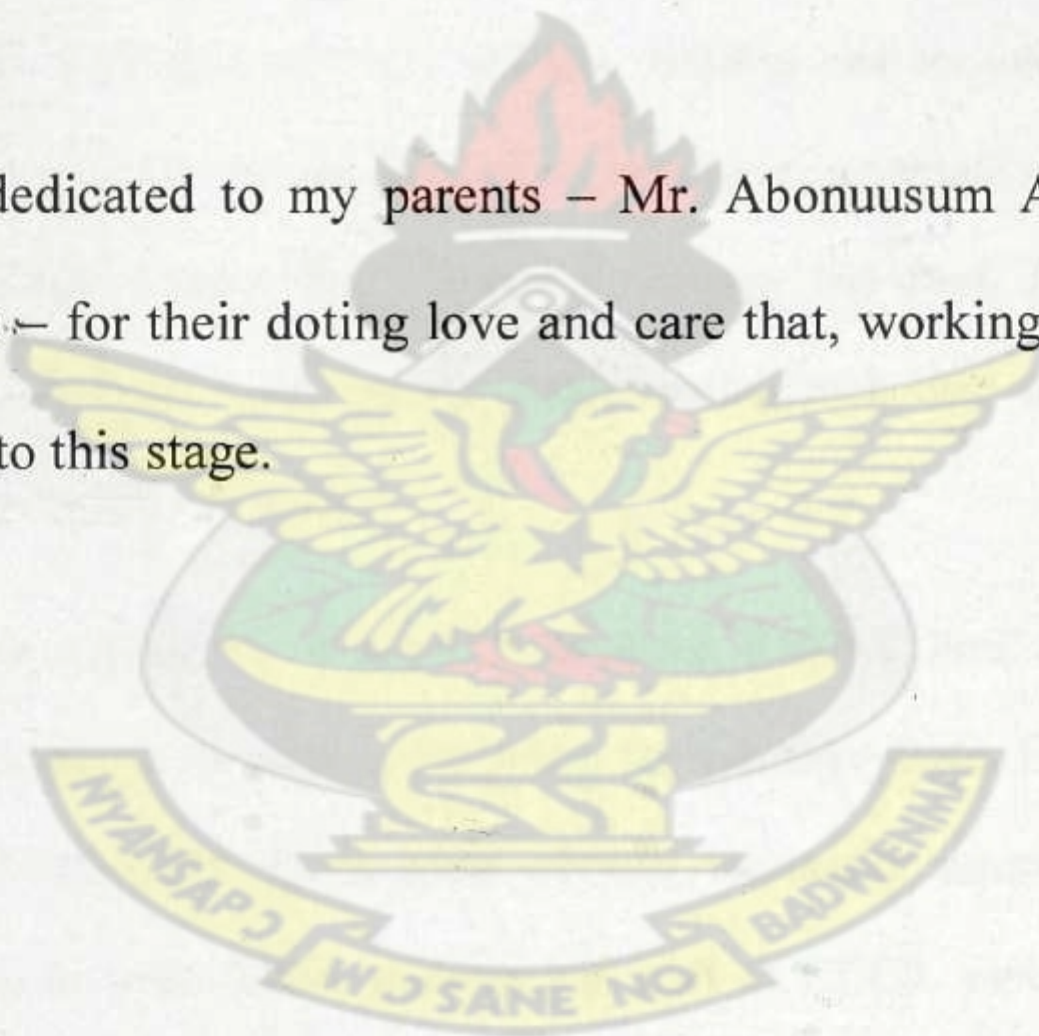 dedicated to my parents – Mr. Abonuusum A
– for their doting love and care that, working
to this stage.
NYANSAPƆ
WƆSANE NO
BADWENMA